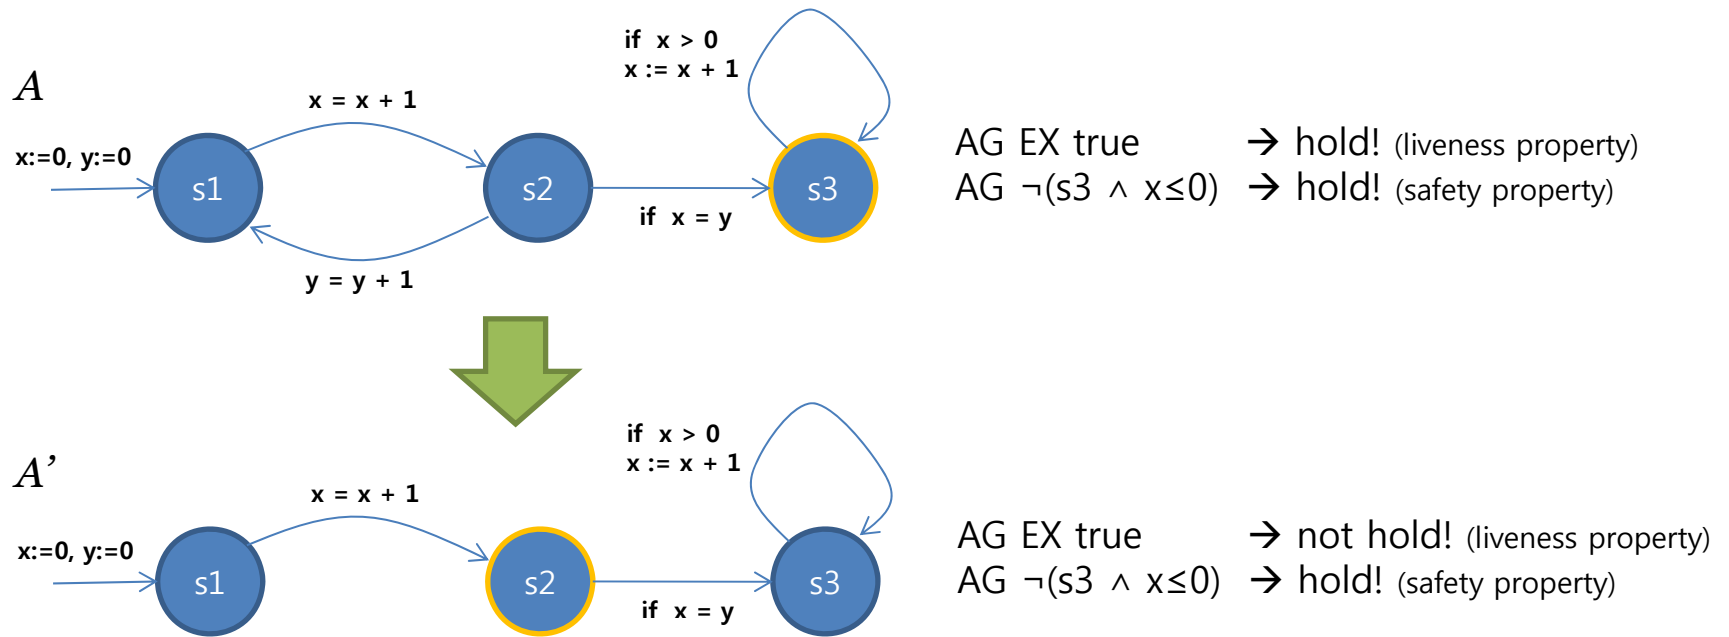 A
if x > 0
x := x + 1
x = x + 1
x:=0, y:=0
s1
s2
s3
if x = y
y = y + 1
AG EX true → hold! (liveness property)
AG ¬(s3 ∧ x≤0) → hold! (safety property)
A’
if x > 0
x := x + 1
x = x + 1
x:=0, y:=0
s1
s2
s3
if x = y
AG EX true → not hold! (liveness property)
AG ¬(s3 ∧ x≤0) → hold! (safety property)